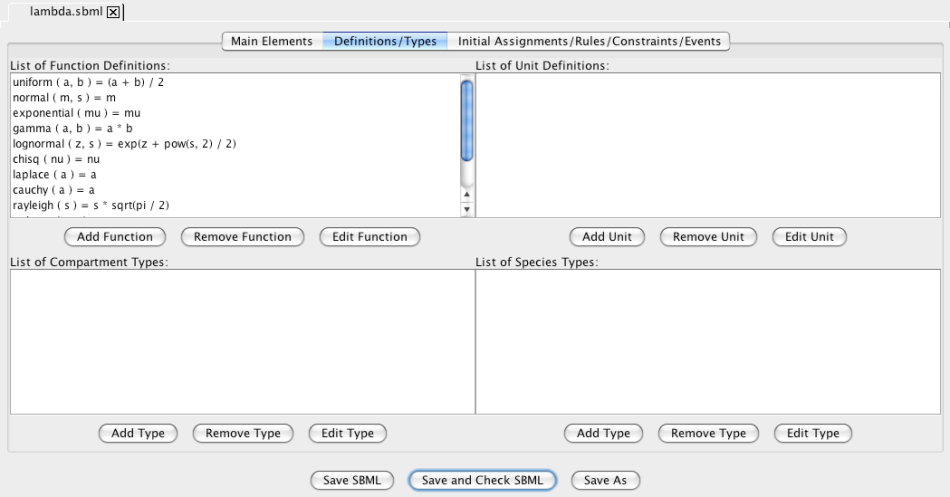 lambda.sbml
Main Elements Definitions/Types Initial Assignments/Rules/Constraints/Events
List of Function Definitions:
uniform ( a, b ) = (a + b) / 2
normal ( m, s ) = m
exponential ( mu ) = mu
gamma ( a, b ) = a * b
lognormal ( z, s ) = exp(z + pow(s, 2) / 2)
chisq ( nu ) = nu
laplace ( a ) = a
cauchy ( a ) = a
rayleigh ( s ) = s * sqrt(pi / 2)
Add Function Remove Function Edit Function
List of Unit Definitions:
Add Unit Remove Unit Edit Unit
List of Compartment Types:
Add Type Remove Type Edit Type
List of Species Types:
Add Type Remove Type Edit Type
Save SBML Save and Check SBML Save As